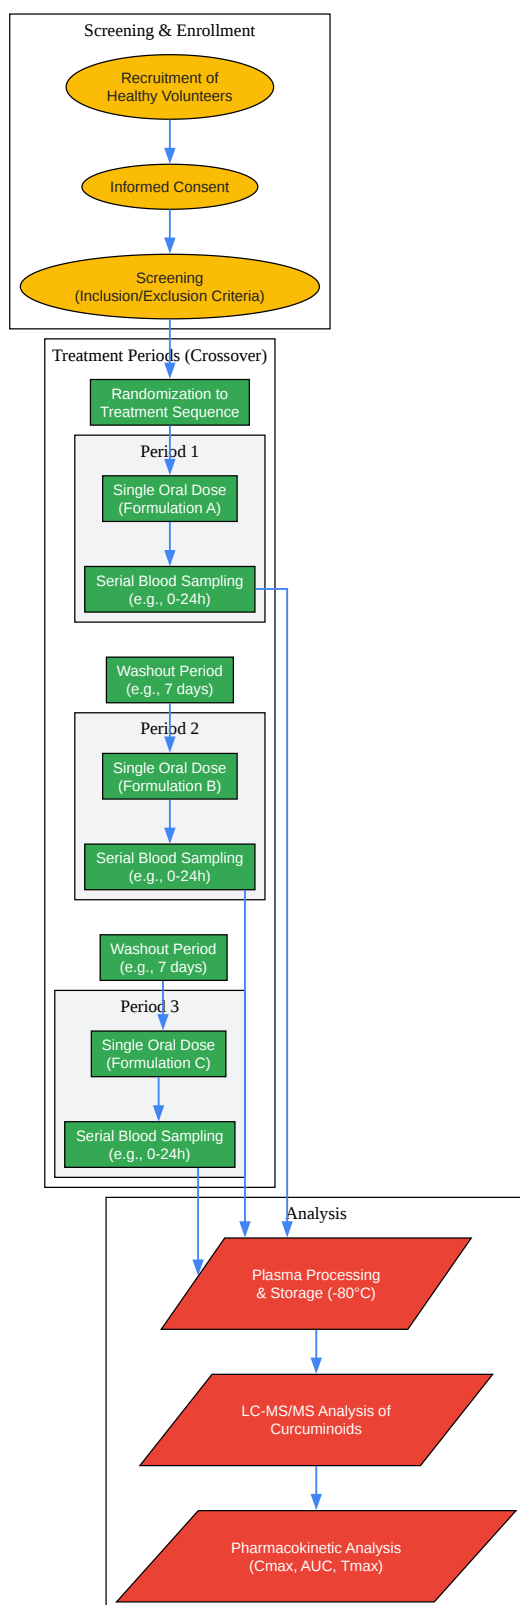 Screening & Enrollment
Recruitment of
Healthy Volunteers
Informed Consent
Screening
(Inclusion/Exclusion Criteria)
Treatment Periods (Crossover)
Randomization to
Treatment Sequence
Period 1
Single Oral Dose
(Formulation A)
Serial Blood Sampling
(e.g., 0-24h)
Washout Period
(e.g., 7 days)
Period 2
Single Oral Dose
(Formulation B)
Serial Blood Sampling
(e.g., 0-24h)
Washout Period
(e.g., 7 days)
Period 3
Single Oral Dose
(Formulation C)
Serial Blood Sampling
(e.g., 0-24h)
Analysis
Plasma Processing
& Storage (-80°C)
LC-MS/MS Analysis of
Curcuminoids
Pharmacokinetic Analysis
(Cmax, AUC, Tmax)